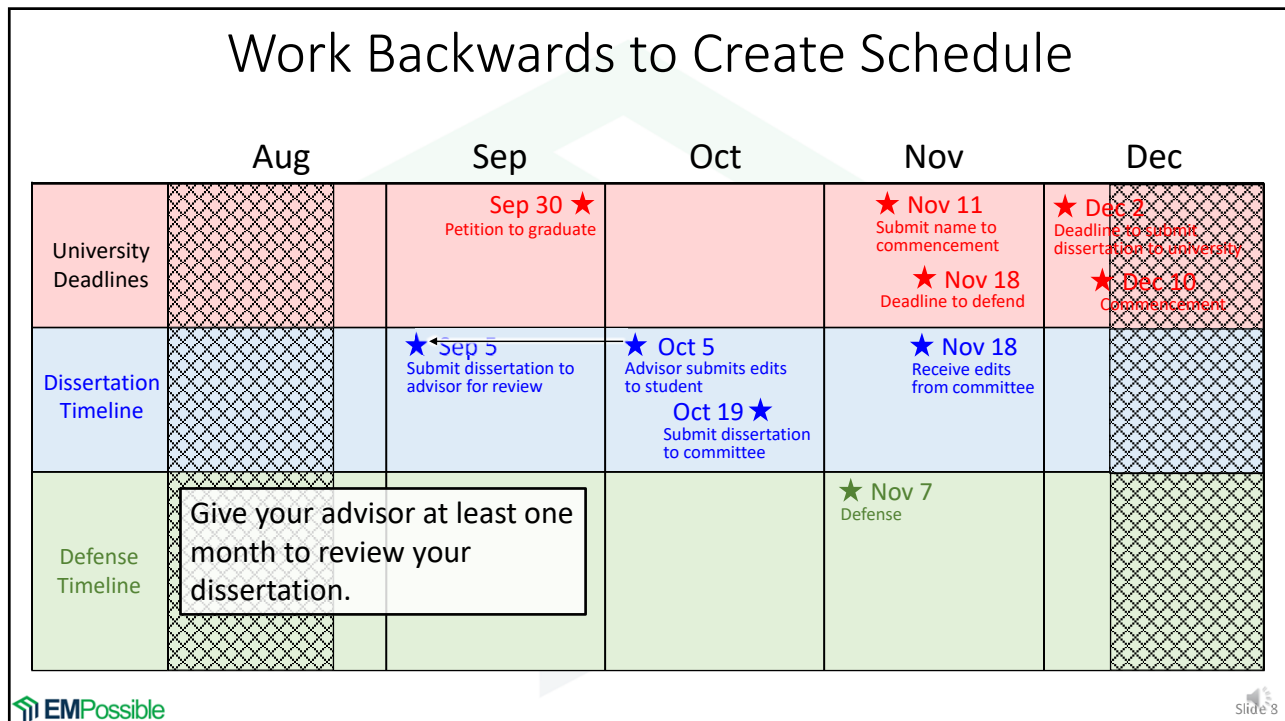 Work Backwards to Create Schedule
Aug Sep Oct Nov Dec
University
Deadlines
Sep 30
Petition to graduate
Nov 11
Submit name to
commencement
Nov 18
Deadline to defend
Dec 2
Deadline to submit
dissertation to university
Dec 10
Commencement
Dissertation
Timeline
Sep 5
Submit dissertation to
advisor for review
Oct 5
Advisor submits edits
to student
Oct 19
Submit dissertation
to committee
Nov 18
Receive edits
from committee
Defense
Timeline
Give your advisor at least one
month to review your
dissertation.
Nov 7
Defense
EMPossible
Slide 8